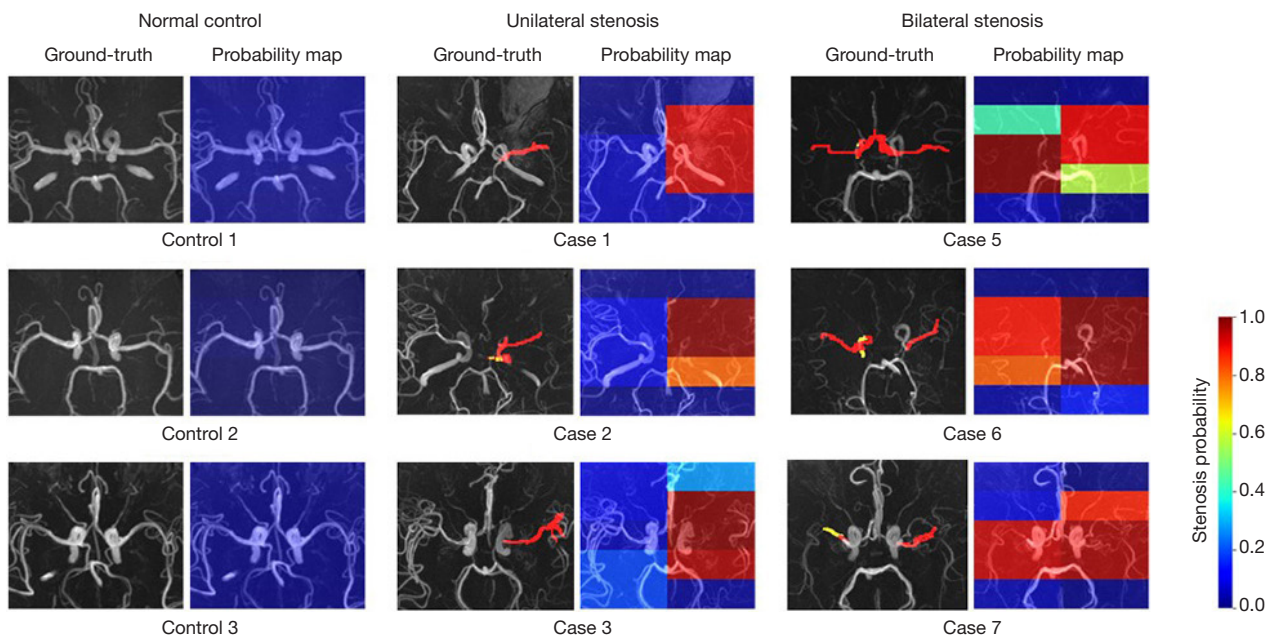 Normal control
Unilateral stenosis
Bilateral stenosis
Ground-truth
Probability map
Ground-truth
Probability map
Ground-truth
Probability map
Control 1
Case 1
Case 5
Control 2
Case 2
Case 6
Control 3
Case 3
Case 7
Stenosis probability
1.0
0.8
0.6
0.4
0.2
0.0